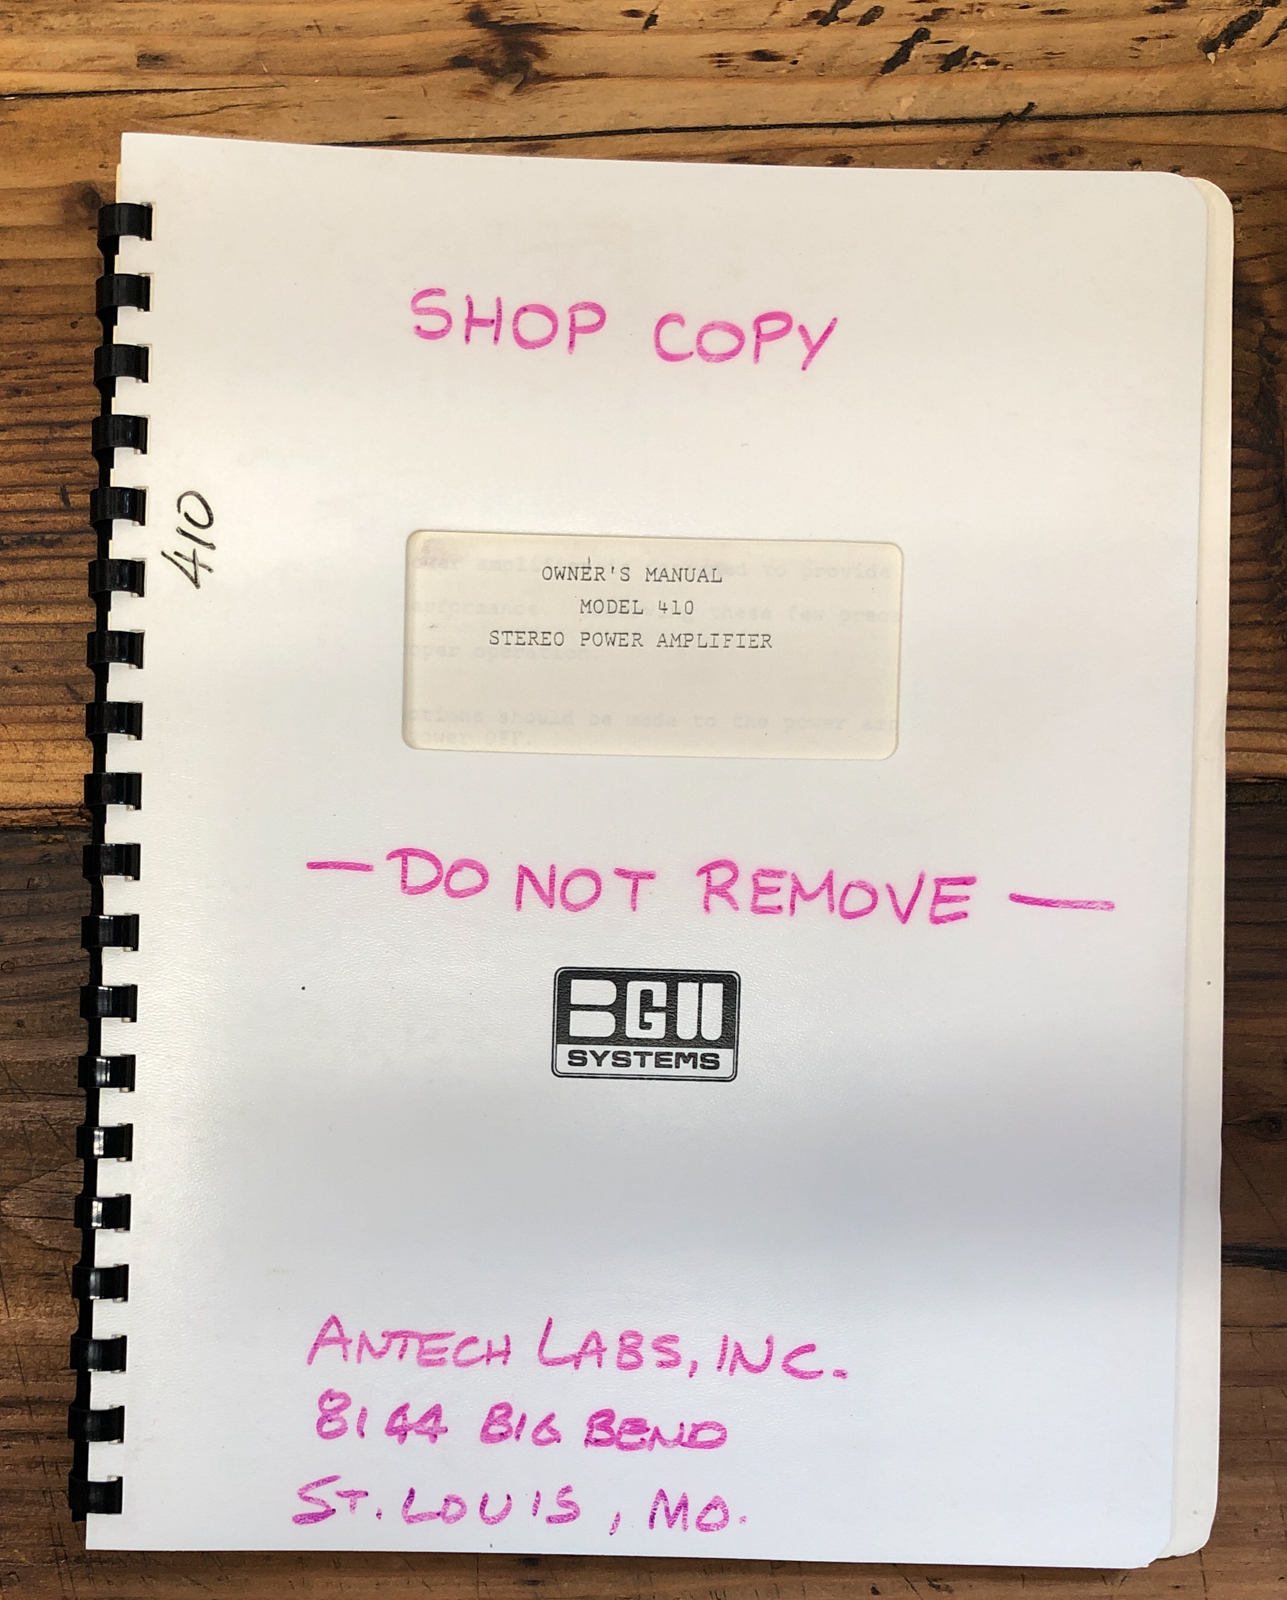 SHOP COPY
410
OWNER'S MANUAL
MODEL 410
STEREO POWER AMPLIFIER
— DO NOT REMOVE —
BGW
SYSTEMS
ANTECH LABS, INC.
8144 BIG BEND
ST. LOUIS, MO.